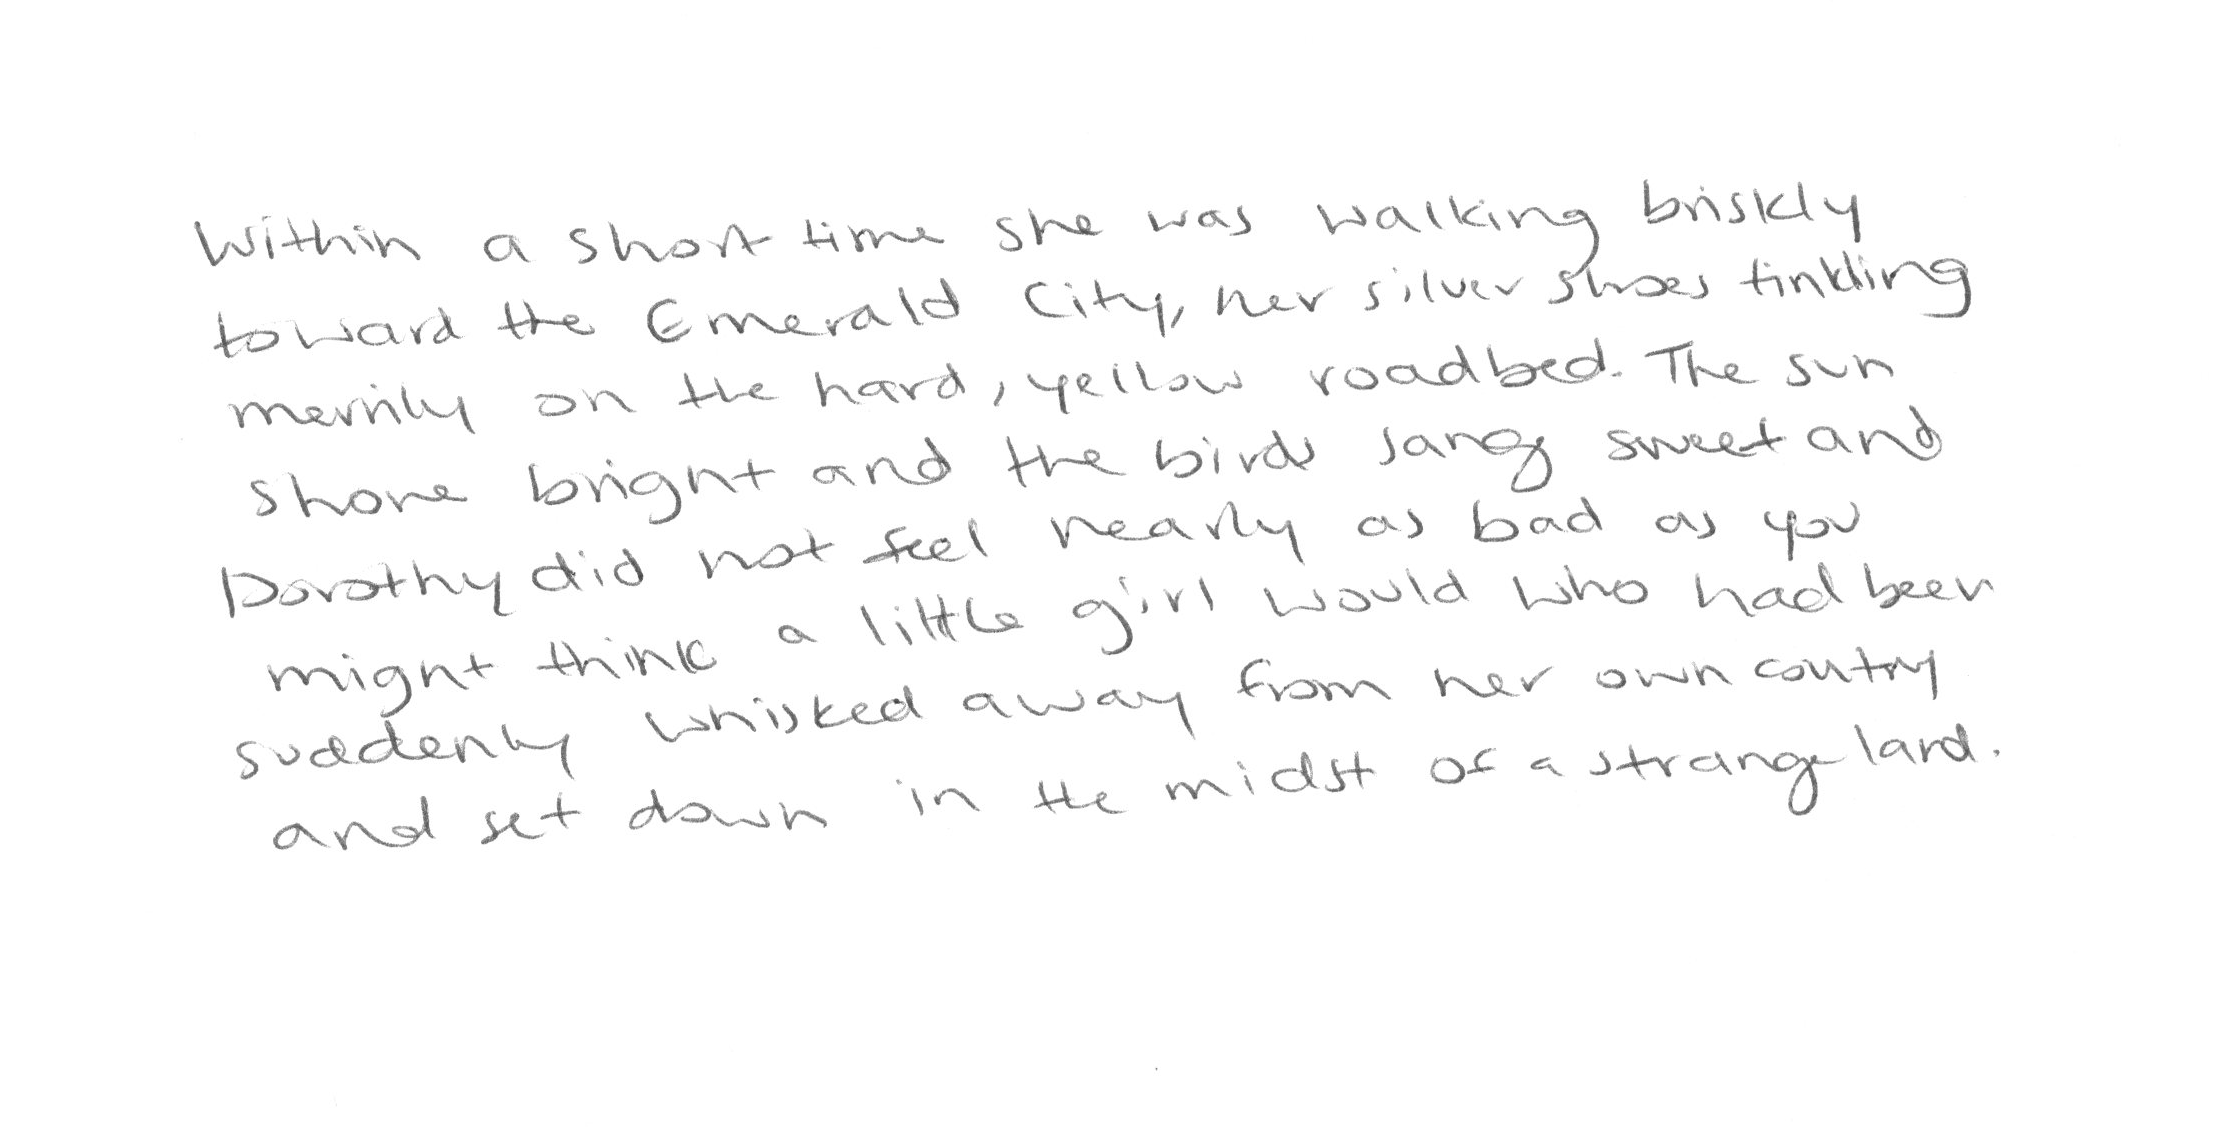 Within a short time she was walking briskly
toward the Emerald City, her silver shoes tinkling
merrily on the hard, yellow roadbed. The sun
shone bright and the birds sang sweet and
Dorothy did not feel nearly as bad as you
might think a little girl would who had been
suddenly whisked away from her own coutry
and set down in the midst of a strange land.